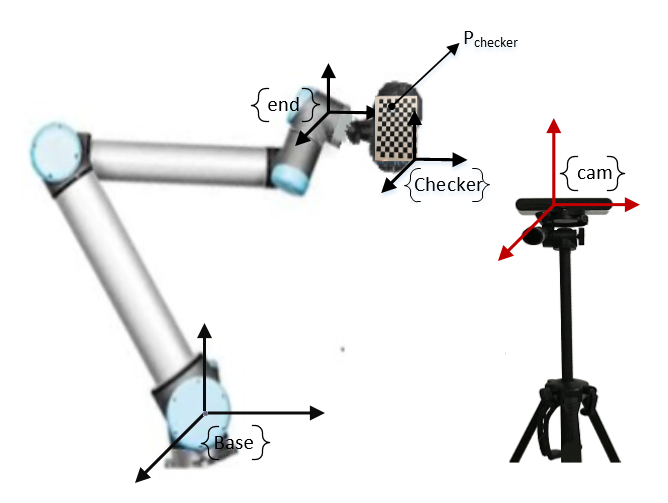 Pchecker
{end}
{cam}
{Checker}
{Base}